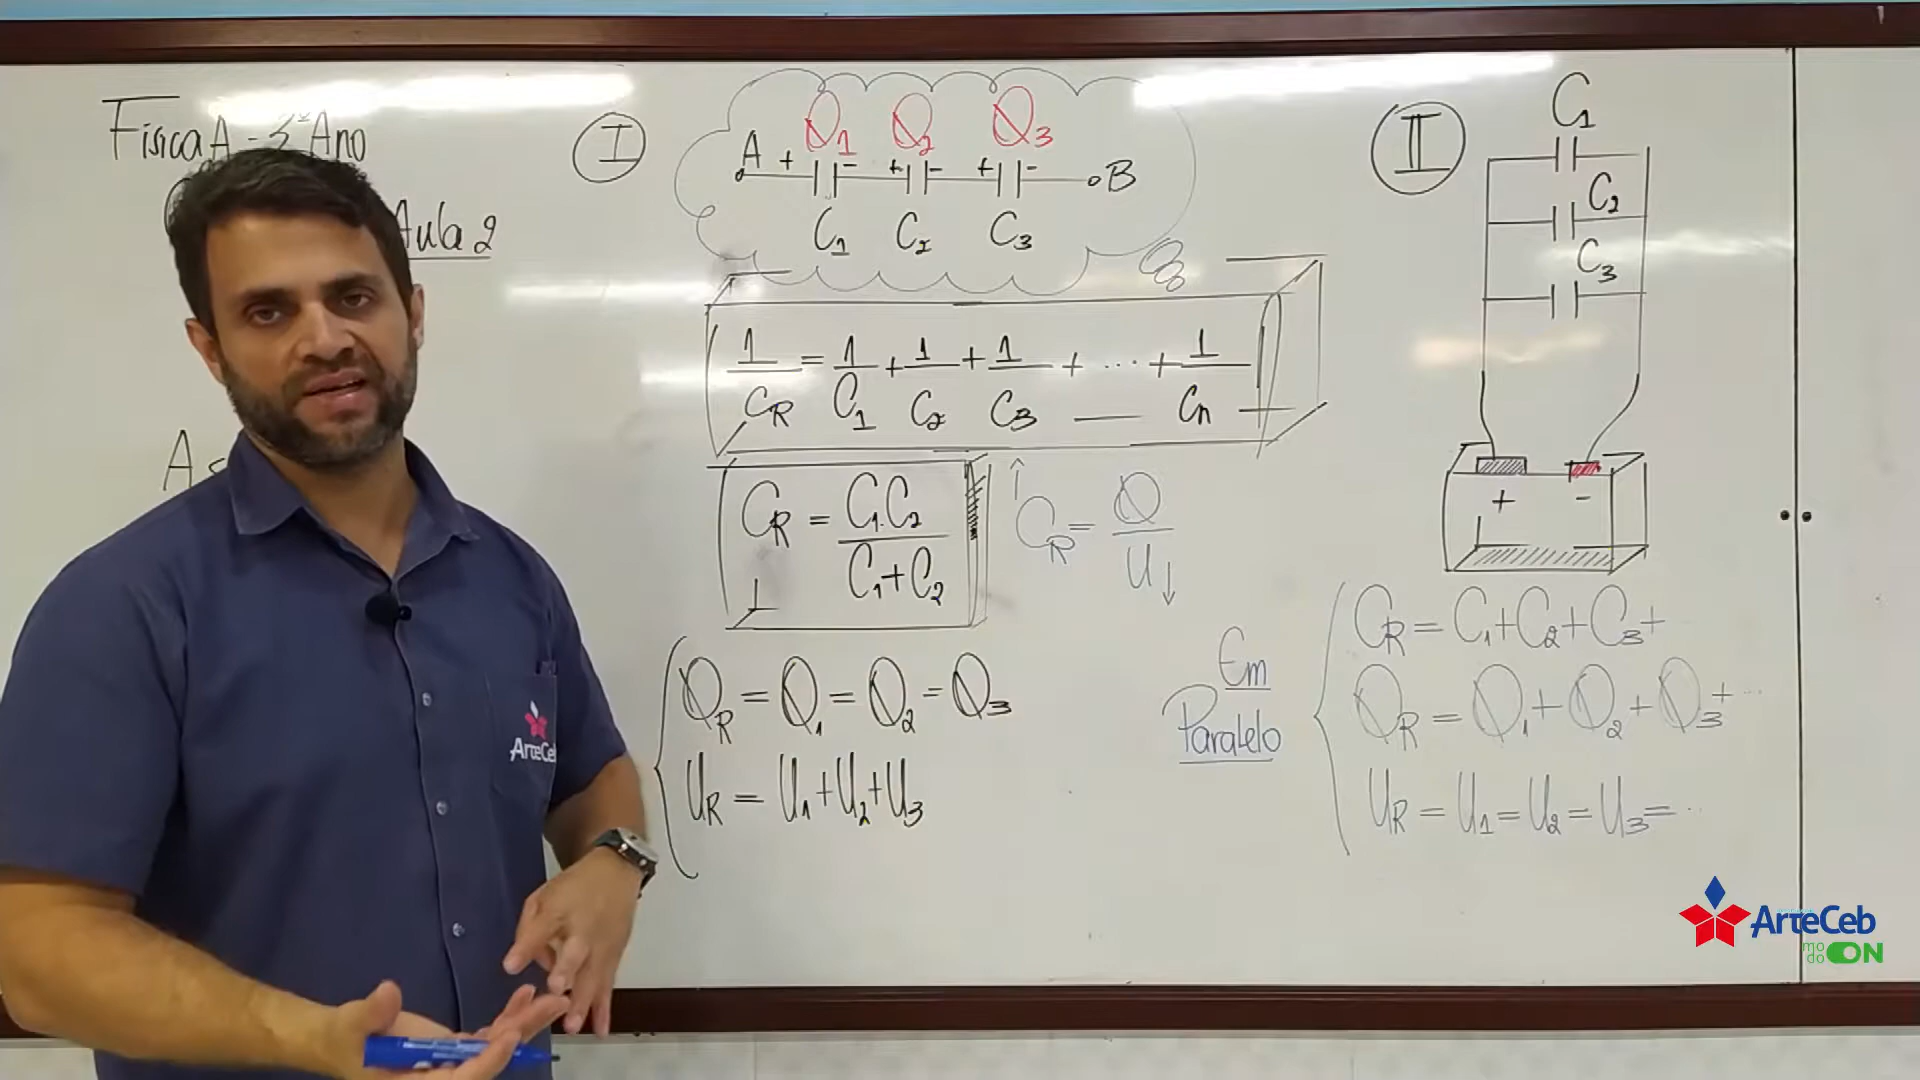 Física A - 3º Ano
Aula 2
A
I
Q1 Q2 Q3
A + - + - + - B
C1 C2 C3
1/CR = 1/C1 + 1/C2 + 1/C3 + ... + 1/Cn
CR = C1.C2/C1+C2
↑CR = Q/U↓
QR = Q1 = Q2 = Q3
UR = U1+U2+U3
II
C1
C2
C3
+ -
Em
Paralelo
CR = C1+C2+C3+
QR = Q1+Q2+Q3+...
UR = U1=U2=U3=...
ArteCeb
ArteCeb
modo ON